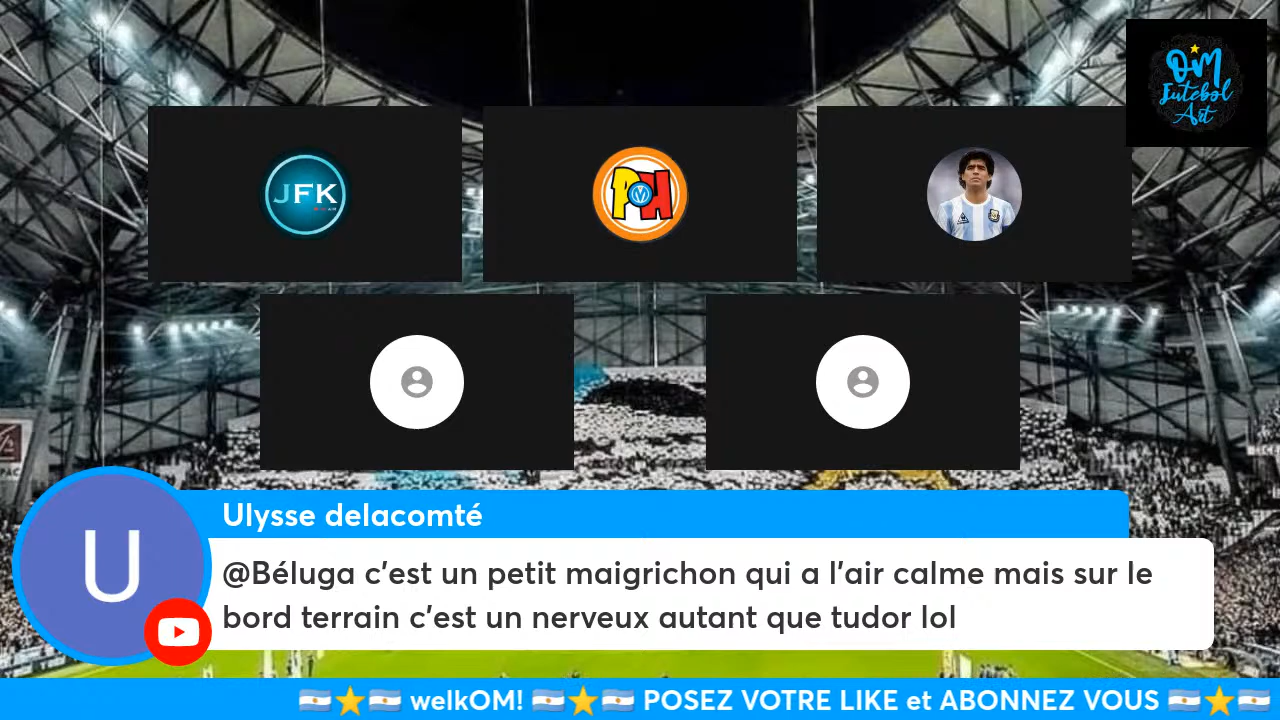 OM
Futebol
Art
JFK
POH
U
Ulysse delacomté
@Béluga c'est un petit maigrichon qui a l'air calme mais sur le
bord terrain c'est un nerveux autant que tudor lol
🇦🇷⭐🇦🇷 welkOM! 🇦🇷⭐🇦🇷 POSEZ VOTRE LIKE et ABONNEZ VOUS 🇦🇷⭐🇦🇷